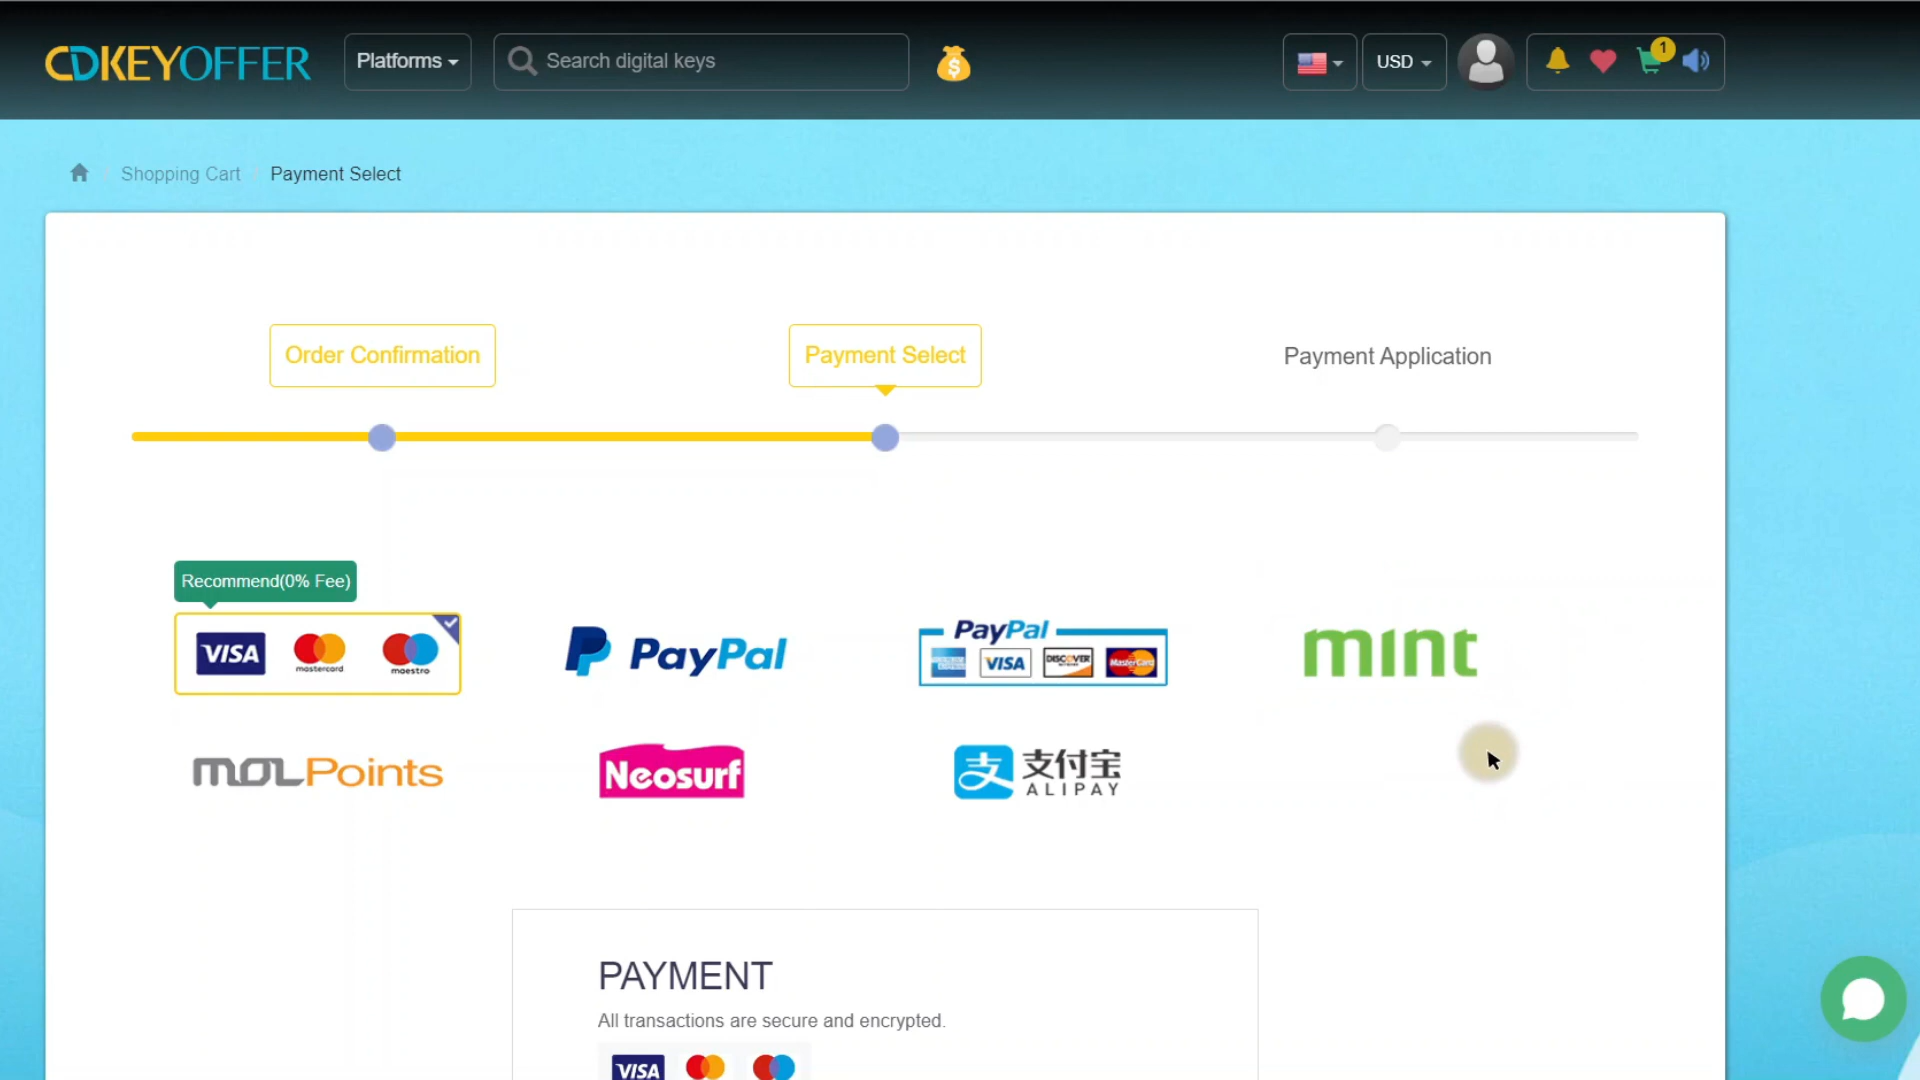 CDKEYOFFER
Platforms
Search digital keys
$
USD
1
Shopping Cart
Payment Select
Order Confirmation
Payment Select
Payment Application
Recommend(0% Fee)
VISA mastercard maestro
PayPal
PayPal
VISA DISCOVER MasterCard
mint
MOLPoints
Neosurf
支 支付宝
ALIPAY
PAYMENT
All transactions are secure and encrypted.
VISA